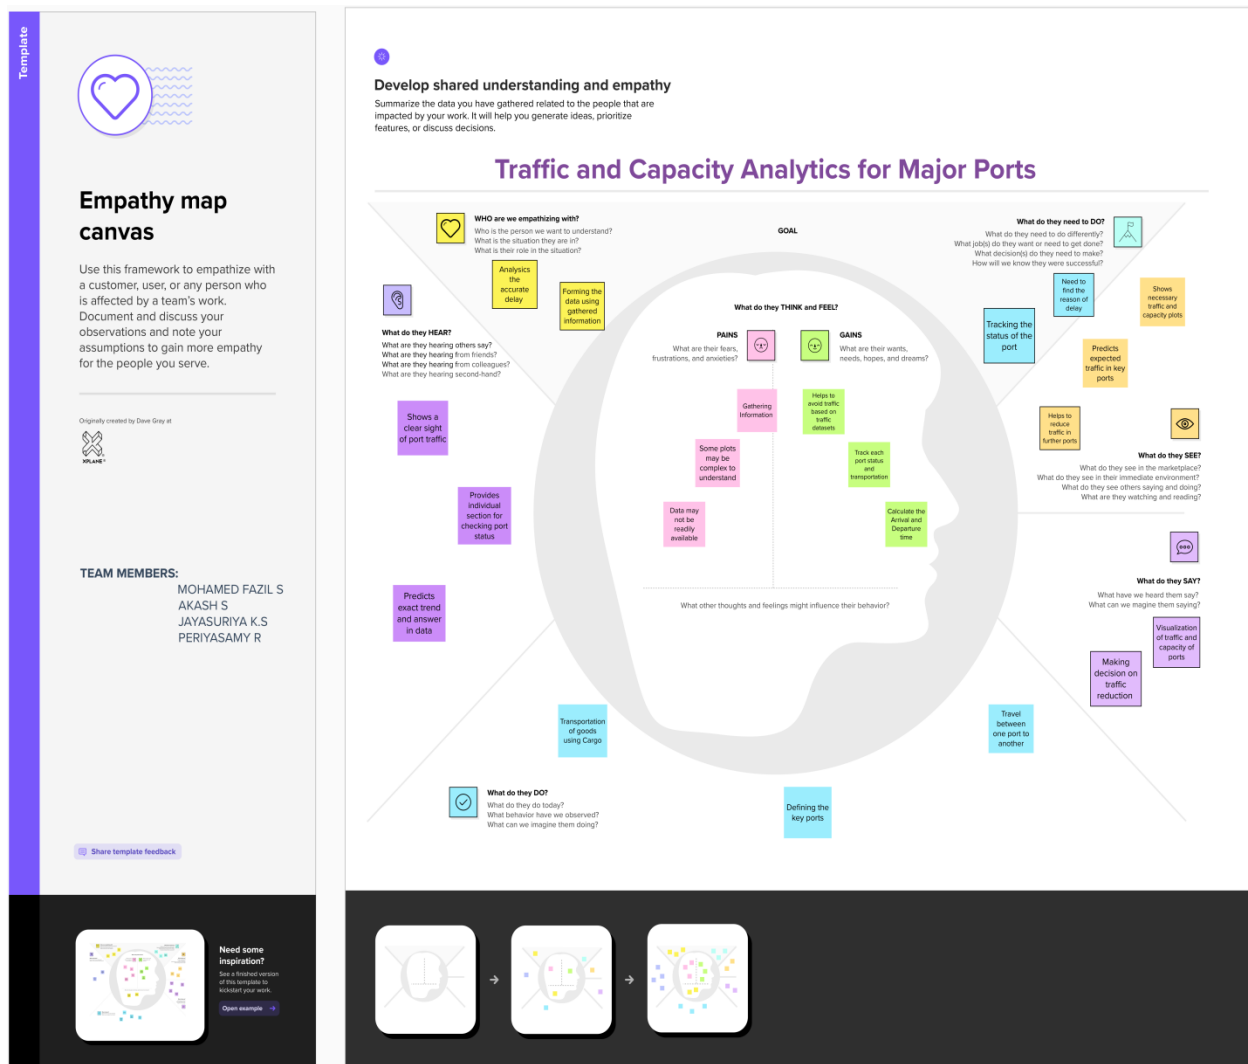 Template
Empathy map
canvas
Use this framework to empathize with
a customer, user, or any person who
is affected by a team's work.
Document and discuss your
observations and note your
assumptions to gain more empathy
for the people you serve.
Originally created by Dave Gray at
XPLANE
TEAM MEMBERS:
MOHAMED FAZIL S
AKASH S
JAYASURIYA K.S
PERIYASAMY R
Share template feedback
Need some
inspiration?
See a finished version
of this template to
kickstart your work.
Open example
Develop shared understanding and empathy
Summarize the data you have gathered related to the people that are
impacted by your work. It will help you generate ideas, prioritize
features, or discuss decisions.
Traffic and Capacity Analytics for Major Ports
WHO are we empathizing with?
Who is the person we want to understand?
What is the situation they are in?
What is their role in the situation?
Analysics
the
accurate
delay
Forming the
data using
gathered
information
GOAL
What do they need to DO?
What do they need to do differently?
What job(s) do they want or need to get done?
What decision(s) do they need to make?
How will we know they were successful?
Need to
find the
reason of
delay
Tracking the
status of the
port
Shows
necessary
traffic and
capacity plots
Predicts
expected
traffic in key
ports
Helps to
reduce
traffic in
further ports
What do they SEE?
What do they see in the marketplace?
What do they see in their immediate environment?
What do they see others saying and doing?
What are they watching and reading?
What do they HEAR?
What are they hearing others say?
What are they hearing from friends?
What are they hearing from colleagues?
What are they hearing second-hand?
Shows a
clear sight
of port traffic
Provides
individual
section for
checking port
status
Predicts
exact trend
and answer
in data
What do they THINK and FEEL?
PAINS
What are their fears,
frustrations, and anxieties?
GAINS
What are their wants,
needs, hopes, and dreams?
Gathering
Information
Some plots
may be
complex to
understand
Data may
not be
readily
available
Helps to
avoid traffic
based on
traffic
datasets
Track each
port status
and
transportation
Calculate the
Arrival and
Departure
time
What other thoughts and feelings might influence their behavior?
What do they SAY?
What have we heard them say?
What can we magine them saying?
Visualization
of traffic and
capacity of
ports
Making
decision on
traffic
reduction
Transportation
of goods
using Cargo
Travel
between
one port to
another
What do they DO?
What do they do today?
What behavior have we observed?
What can we imagine them doing?
Defining the
key ports